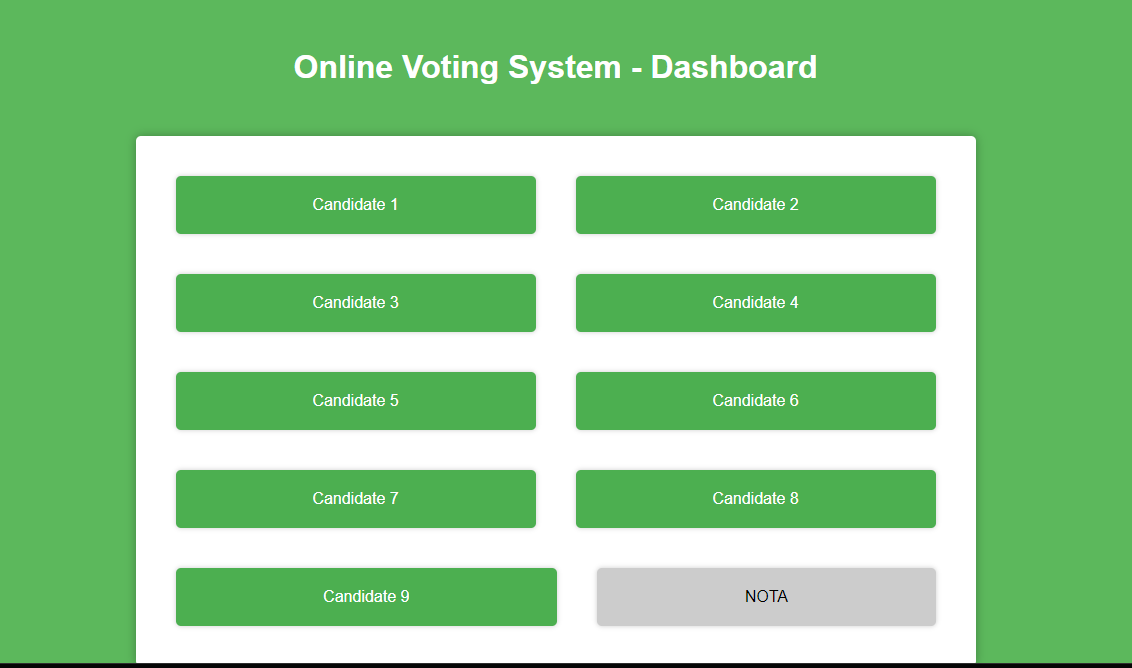 Online Voting System - Dashboard
Candidate 1
Candidate 2
Candidate 3
Candidate 4
Candidate 5
Candidate 6
Candidate 7
Candidate 8
Candidate 9
NOTA